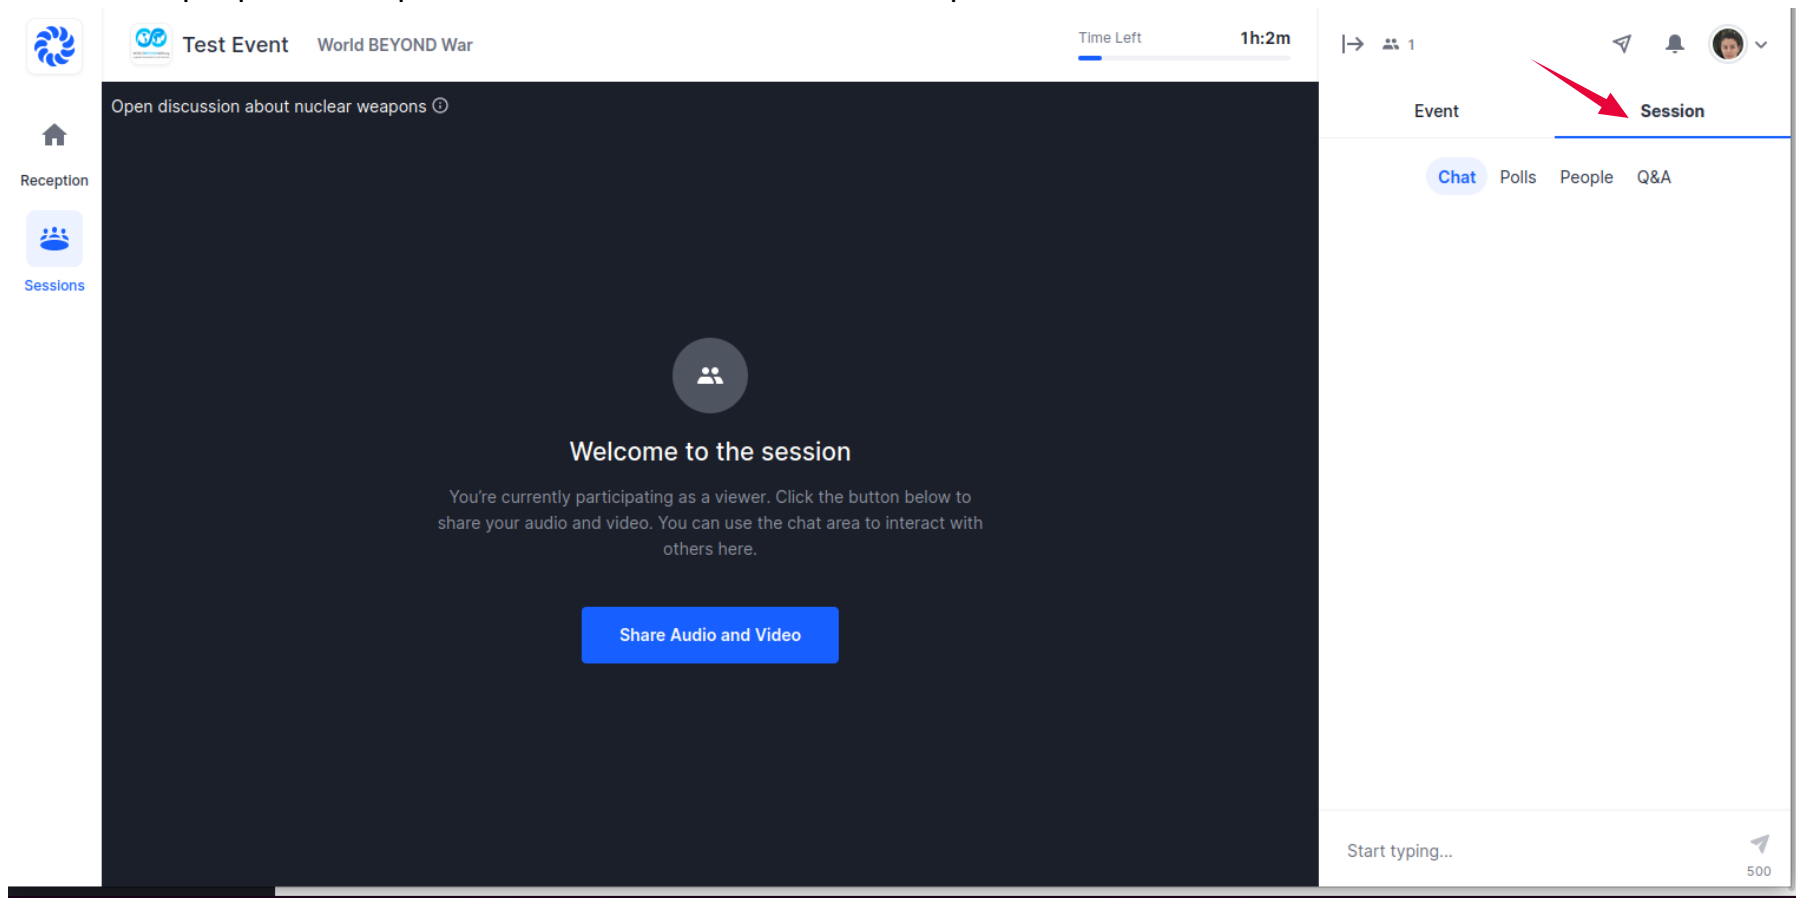 Test Event World BEYOND War
Time Left 1h:2m
1
Open discussion about nuclear weapons
Event Session
Reception
Chat Polls People Q&A
Sessions
Welcome to the session
You're currently participating as a viewer. Click the button below to
share your audio and video. You can use the chat area to interact with
others here.
Share Audio and Video
Start typing...
500